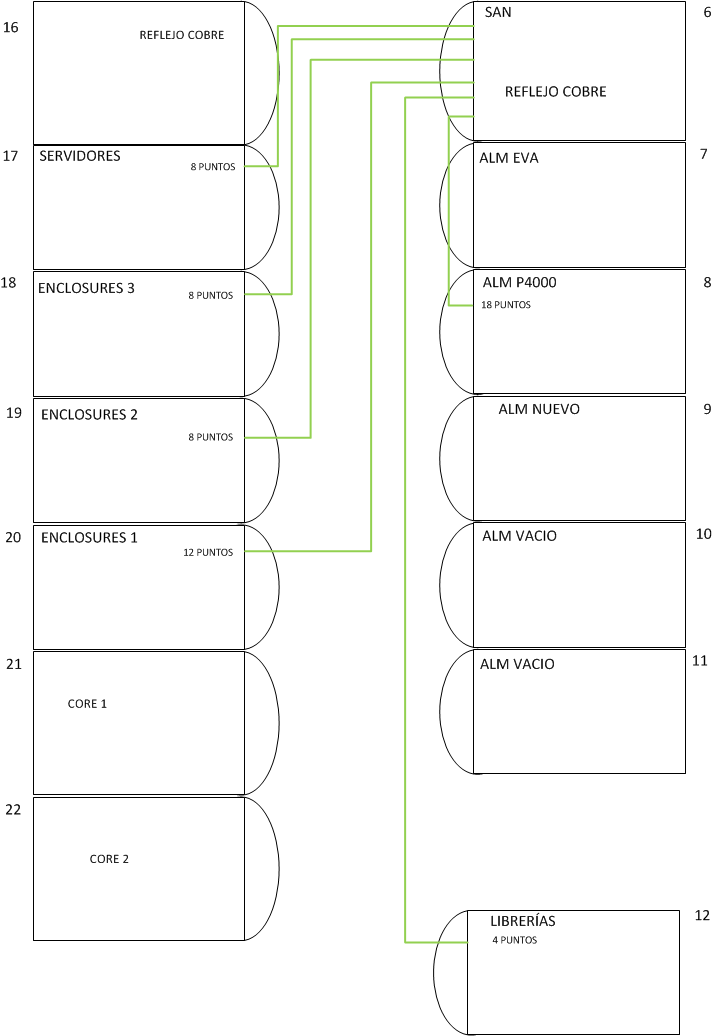 16
REFLEJO COBRE
17
SERVIDORES
8 PUNTOS
18
ENCLOSURES 3
8 PUNTOS
19
ENCLOSURES 2
8 PUNTOS
20
ENCLOSURES 1
12 PUNTOS
21
CORE 1
22
CORE 2
SAN
6
REFLEJO COBRE
ALM EVA
7
ALM P4000
8
18 PUNTOS
ALM NUEVO
9
ALM VACIO
10
ALM VACIO
11
LIBRERÍAS
12
4 PUNTOS